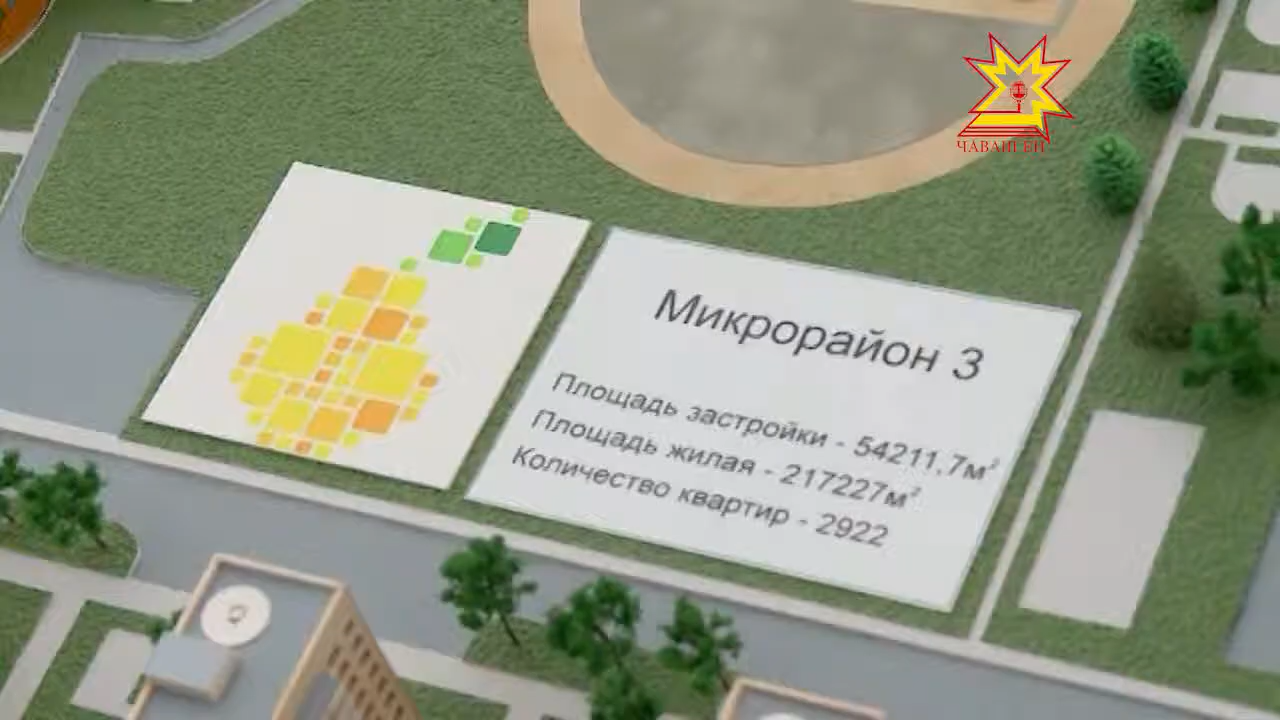 ЧĂВАШ ЕН
Микрорайон 3
Площадь застройки - 54211,7м²
Площадь жилая - 217227м²
Количество квартир - 2922